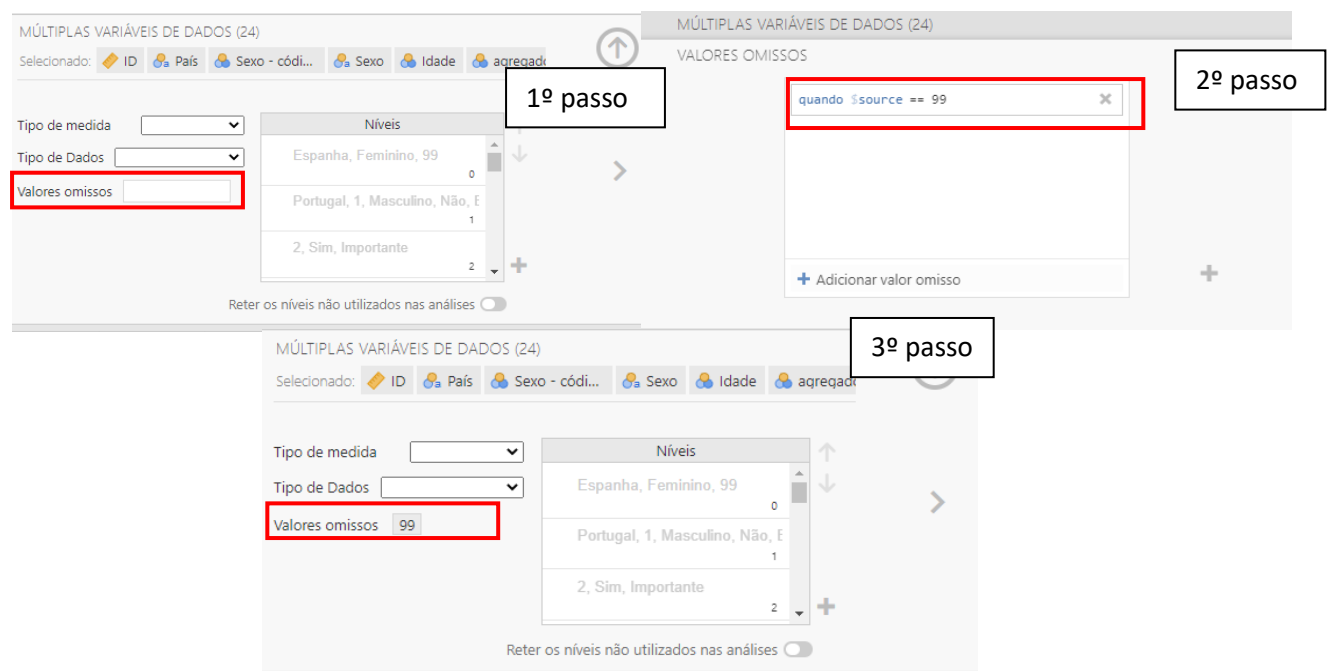 MÚLTIPLAS VARIÁVEIS DE DADOS (24)
Selecionado: ID País Sexo - códi... Sexo Idade agregado
1º passo
Tipo de medida
Tipo de Dados
Valores omissos
Níveis
Espanha, Feminino, 99
0
Portugal, 1, Masculino, Não, E
1
2, Sim, Importante
2
Reter os níveis não utilizados nas análises
MÚLTIPLAS VARIÁVEIS DE DADOS (24)
VALORES OMISSOS
2º passo
quando $source == 99
Adicionar valor omisso
3º passo
MÚLTIPLAS VARIÁVEIS DE DADOS (24)
Selecionado: ID País Sexo - códi... Sexo Idade agregado
Tipo de medida
Tipo de Dados
Valores omissos 99
Níveis
Espanha, Feminino, 99
0
Portugal, 1, Masculino, Não, E
1
2, Sim, Importante
2
Reter os níveis não utilizados nas análises